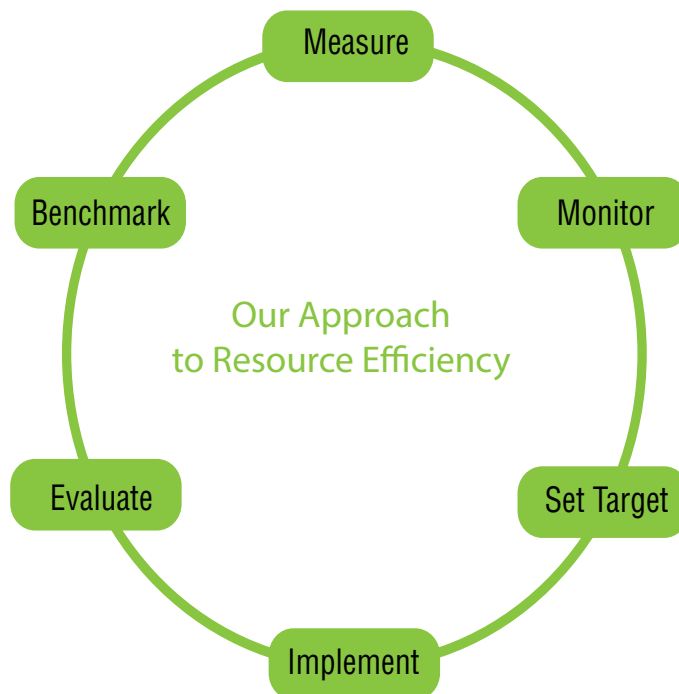 Measure
Monitor
Set Target
Implement
Evaluate
Benchmark
Our Approach
to Resource Efficiency